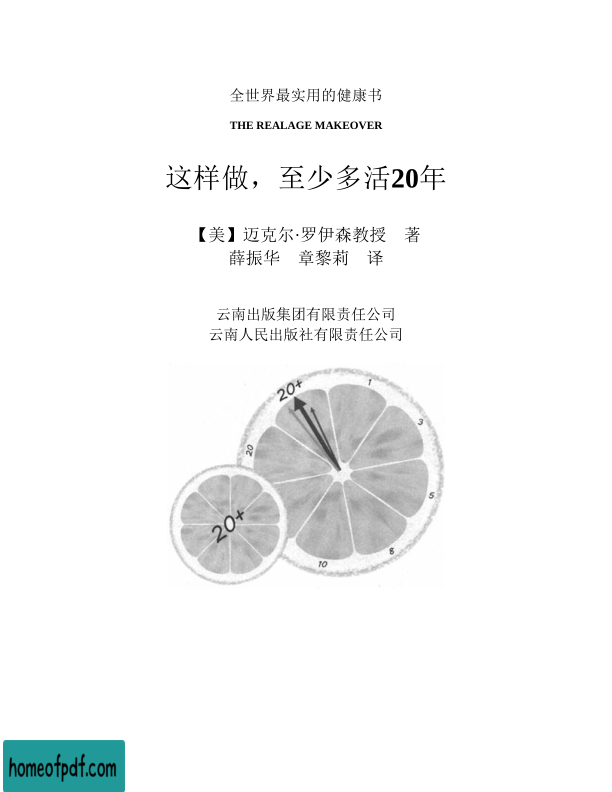 全世界最实用的健康书
THE REALAGE MAKEOVER
这样做，至少多活20年
【美】迈克尔·罗伊森教授　著
薛振华　章黎莉　译
云南出版集团有限责任公司
云南人民出版社有限责任公司
20+
1
3
20
5
20+
8
10
homeofpdf.com